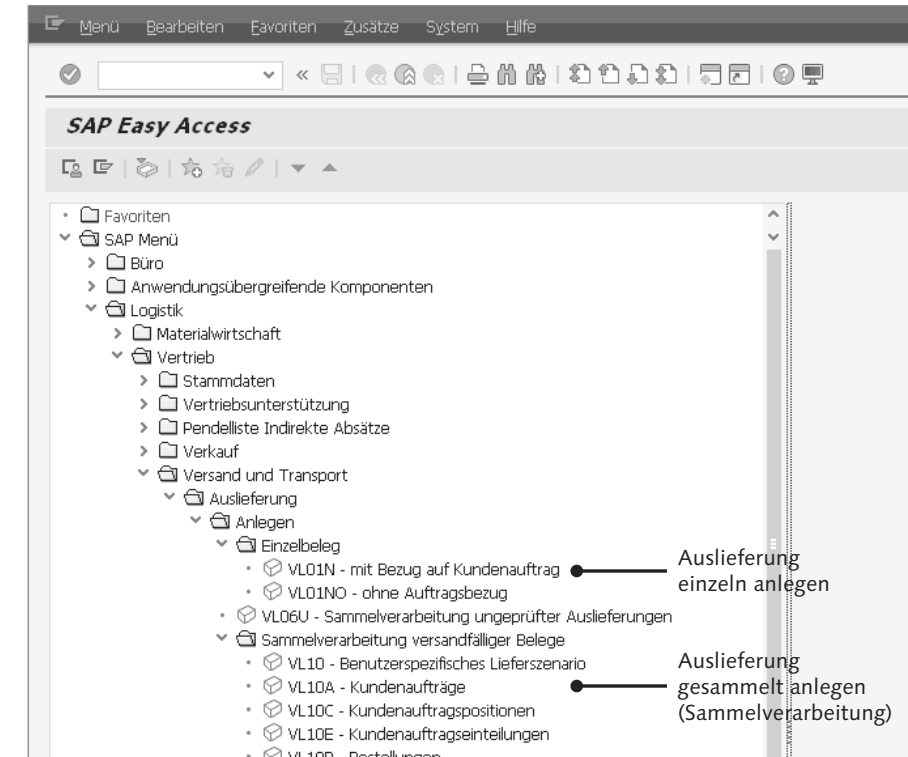 Menü Bearbeiten Favoriten Zusätze System Hilfe
SAP Easy Access
Favoriten
SAP Menü
Büro
Anwendungsübergreifende Komponenten
Logistik
Materialwirtschaft
Vertrieb
Stammdaten
Vertriebsunterstützung
Pendelliste Indirekte Absätze
Verkauf
Versand und Transport
Auslieferung
Anlegen
Einzelbeleg
VL01N - mit Bezug auf Kundenauftrag
VL01NO - ohne Auftragsbezug
VL06U - Sammelverarbeitung ungeprüfter Auslieferungen
Sammelverarbeitung versandfälliger Belege
VL10 - Benutzerspezifisches Lieferszenario
VL10A - Kundenaufträge
VL10C - Kundenauftragspositionen
VL10E - Kundenauftragseinteilungen
Auslieferung
einzeln anlegen
Auslieferung
gesammelt anlegen
(Sammelverarbeitung)